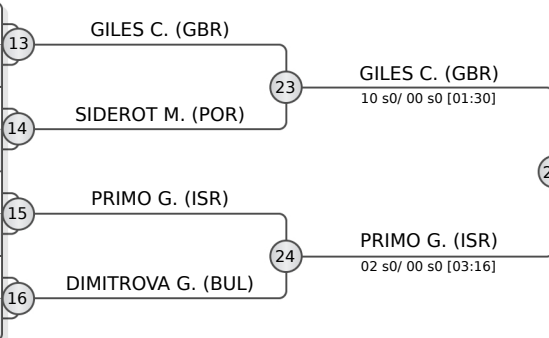 13
GILES C. (GBR)
14
SIDEROT M. (POR)
23
GILES C. (GBR)
10 s0/ 00 s0 [01:30]
15
PRIMO G. (ISR)
16
DIMITROVA G. (BUL)
24
PRIMO G. (ISR)
02 s0/ 00 s0 [03:16]